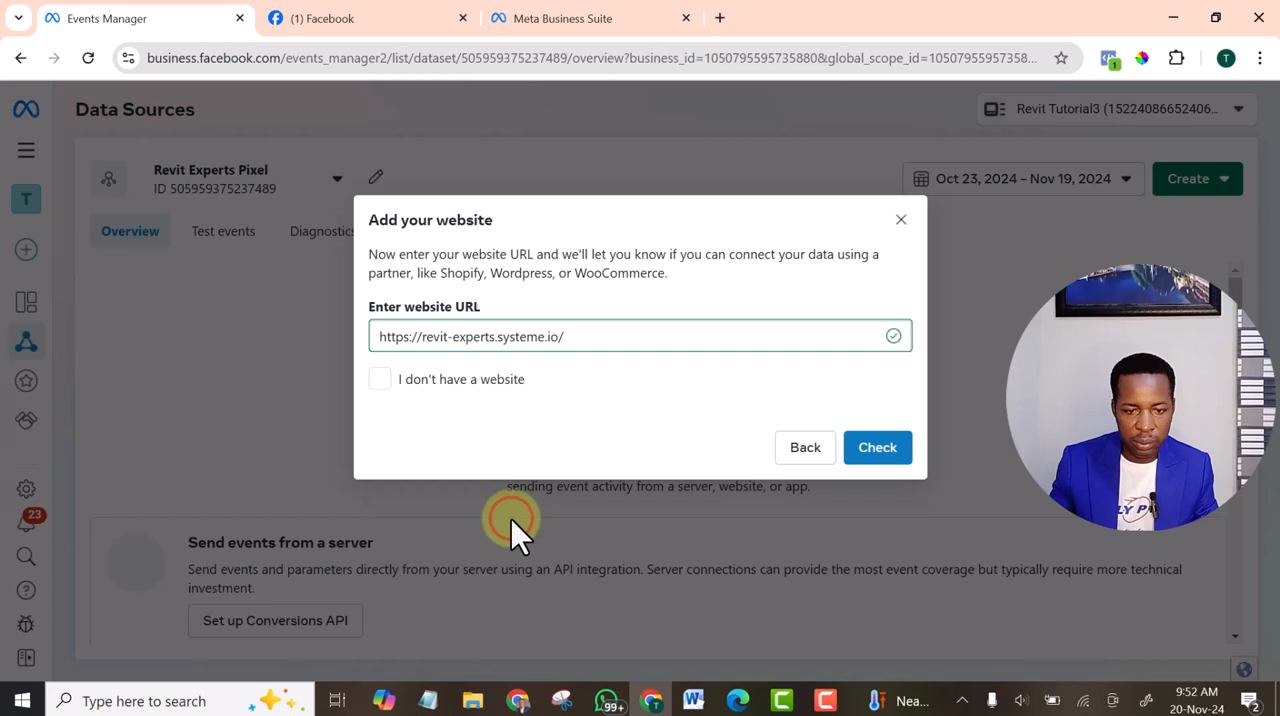 Events Manager
(1) Facebook
Meta Business Suite
business.facebook.com/events_manager2/list/dataset/505959375237489/overview?business_id=1050795595735880&global_scope_id=10507955957358...
1
T
Data Sources
Revit Tutorial3 (15224086652406...
Revit Experts Pixel
ID 505959375237489
Oct 23, 2024 – Nov 19, 2024
Create
T
Overview
Test events
Diagnostics
Add your website
Now enter your website URL and we'll let you know if you can connect your data using a
partner, like Shopify, Wordpress, or WooCommerce.
Enter website URL
https://revit-experts.systeme.io/
I don't have a website
Back
Check
sending event activity from a server, website, or app.
23
Send events from a server
Send events and parameters directly from your server using an API integration. Server connections can provide the most event coverage but typically require more technical
investment.
Set up Conversions API
Type here to search
99+
Nea...
9:52 AM
20-Nov-24
2